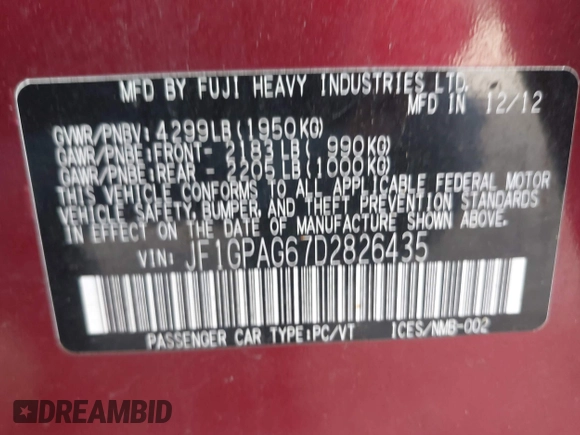 MFD BY FUJI HEAVY INDUSTRIES LTD.
MFD IN 12/12
GVWR/PNBV: 4299LB (1950KG)
GAWR/PNBE: FRONT- 2183LB ( 990KG)
GAWR/PNBE: REAR - 2205LB (1000KG)
THIS VEHICLE CONFORMS TO ALL APPLICABLE FEDERAL MOTOR
VEHICLE SAFETY, BUMPER, AND THEFT PREVENTION STANDARDS
IN EFFECT ON THE DATE OF MANUFACTURE SHOWN ABOVE.
VIN: JF1GPAG67D2826435
PASSENGER CAR TYPE: PC/VT ICES/NMB-002
DREAMBID